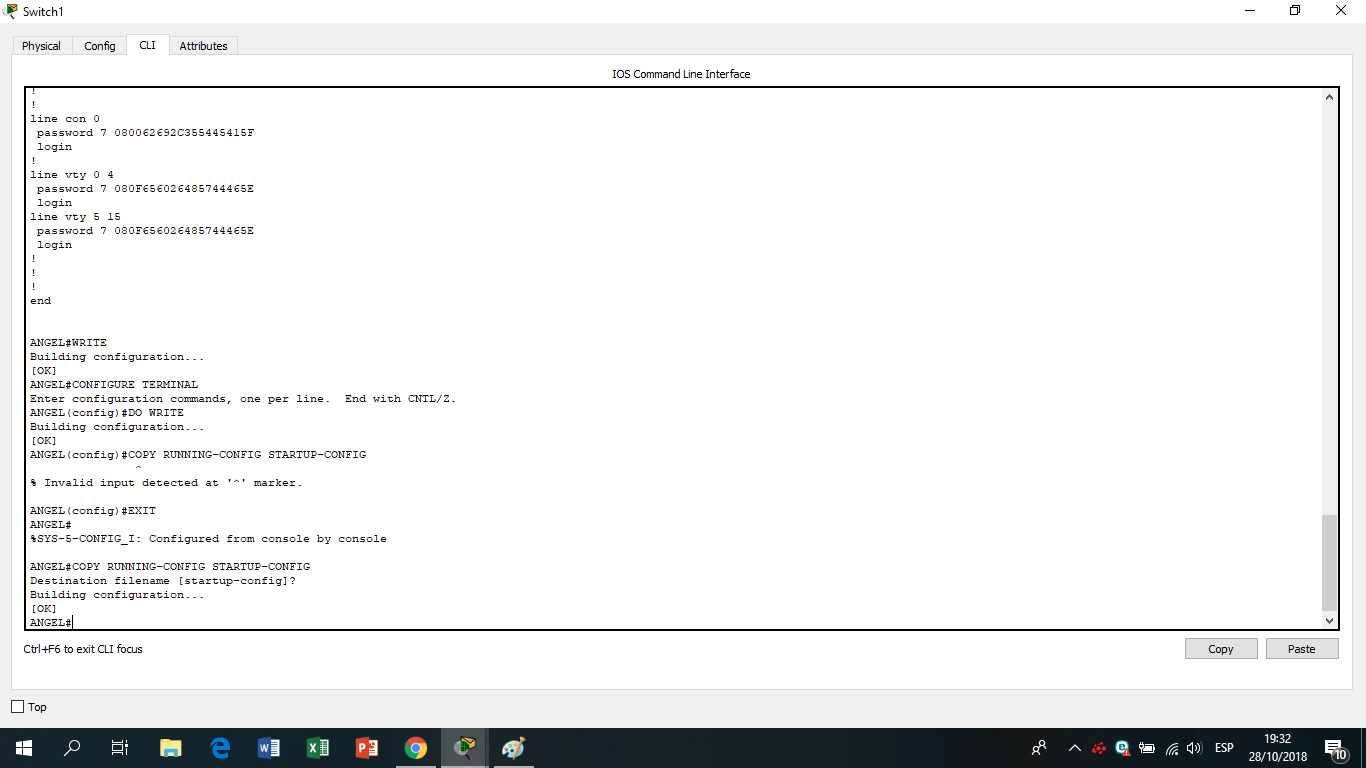 Switch1
Physical Config CLI Attributes
IOS Command Line Interface
!
!
line con 0
password 7 080062692C355445415F
login
!
line vty 0 4
password 7 080F656026485744465E
login
line vty 5 15
password 7 080F656026485744465E
login
!
!
!
end
ANGEL#WRITE
Building configuration...
[OK]
ANGEL#CONFIGURE TERMINAL
Enter configuration commands, one per line.  End with CNTL/Z.
ANGEL(config)#DO WRITE
Building configuration...
[OK]
ANGEL(config)#COPY RUNNING-CONFIG STARTUP-CONFIG
^
% Invalid input detected at '^' marker.
ANGEL(config)#EXIT
ANGEL#
%SYS-5-CONFIG_I: Configured from console by console
ANGEL#COPY RUNNING-CONFIG STARTUP-CONFIG
Destination filename [startup-config]?
Building configuration...
[OK]
ANGEL#
Ctrl+F6 to exit CLI focus
Copy Paste
Top
ESP
19:32
28/10/2018
10